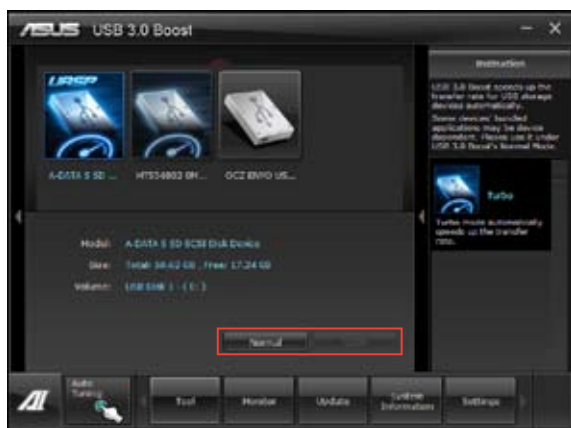 ASUS USB 3.0 Boost
UASP
A-DATA S SD ...
OCZ ENYO US...
Model: A-DATA S SD SCSI Disk Device
Size: Total: GB , Free: 17.24 GB
Volume: USB Disk 1 - ( : )
Normal
Instruction
USB 3.0 Boost speeds up the
transfer rate for USB storage
devices automatically.
Some devices' bundled
applications may be device
dependent. Please use it under
USB 3.0 Boost's Normal Mode.
Turbo
Turbo mode automatically
speeds up the transfer
rate.
AI
Auto
Tuning
Tool
Monitor
Update
System
Information
Settings